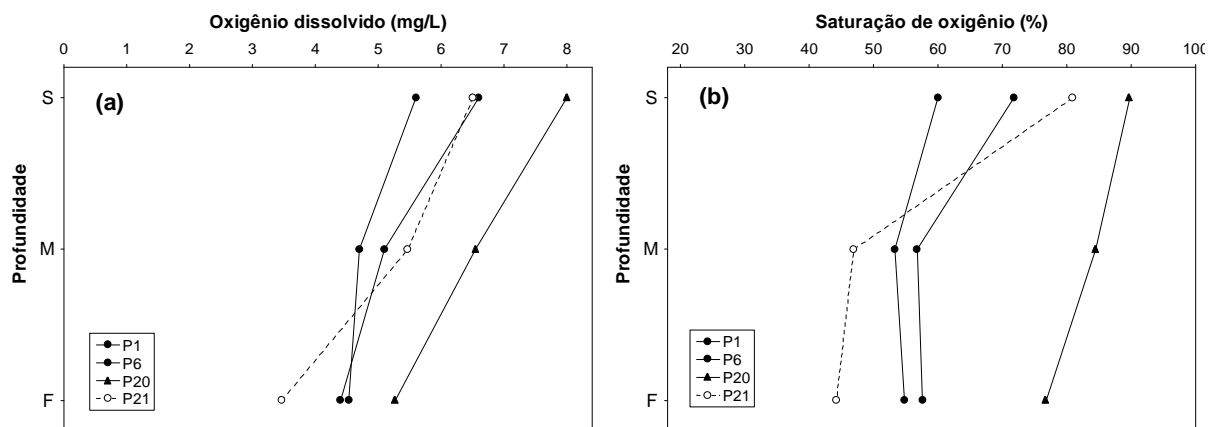 Oxigênio dissolvido (mg/L)
0 1 2 3 4 5 6 7 8
Profundidade
S
M
F
(a)
P1
P6
P20
P21
Saturação de oxigênio (%)
20 30 40 50 60 70 80 90 100
Profundidade
S
M
F
(b)
P1
P6
P20
P21